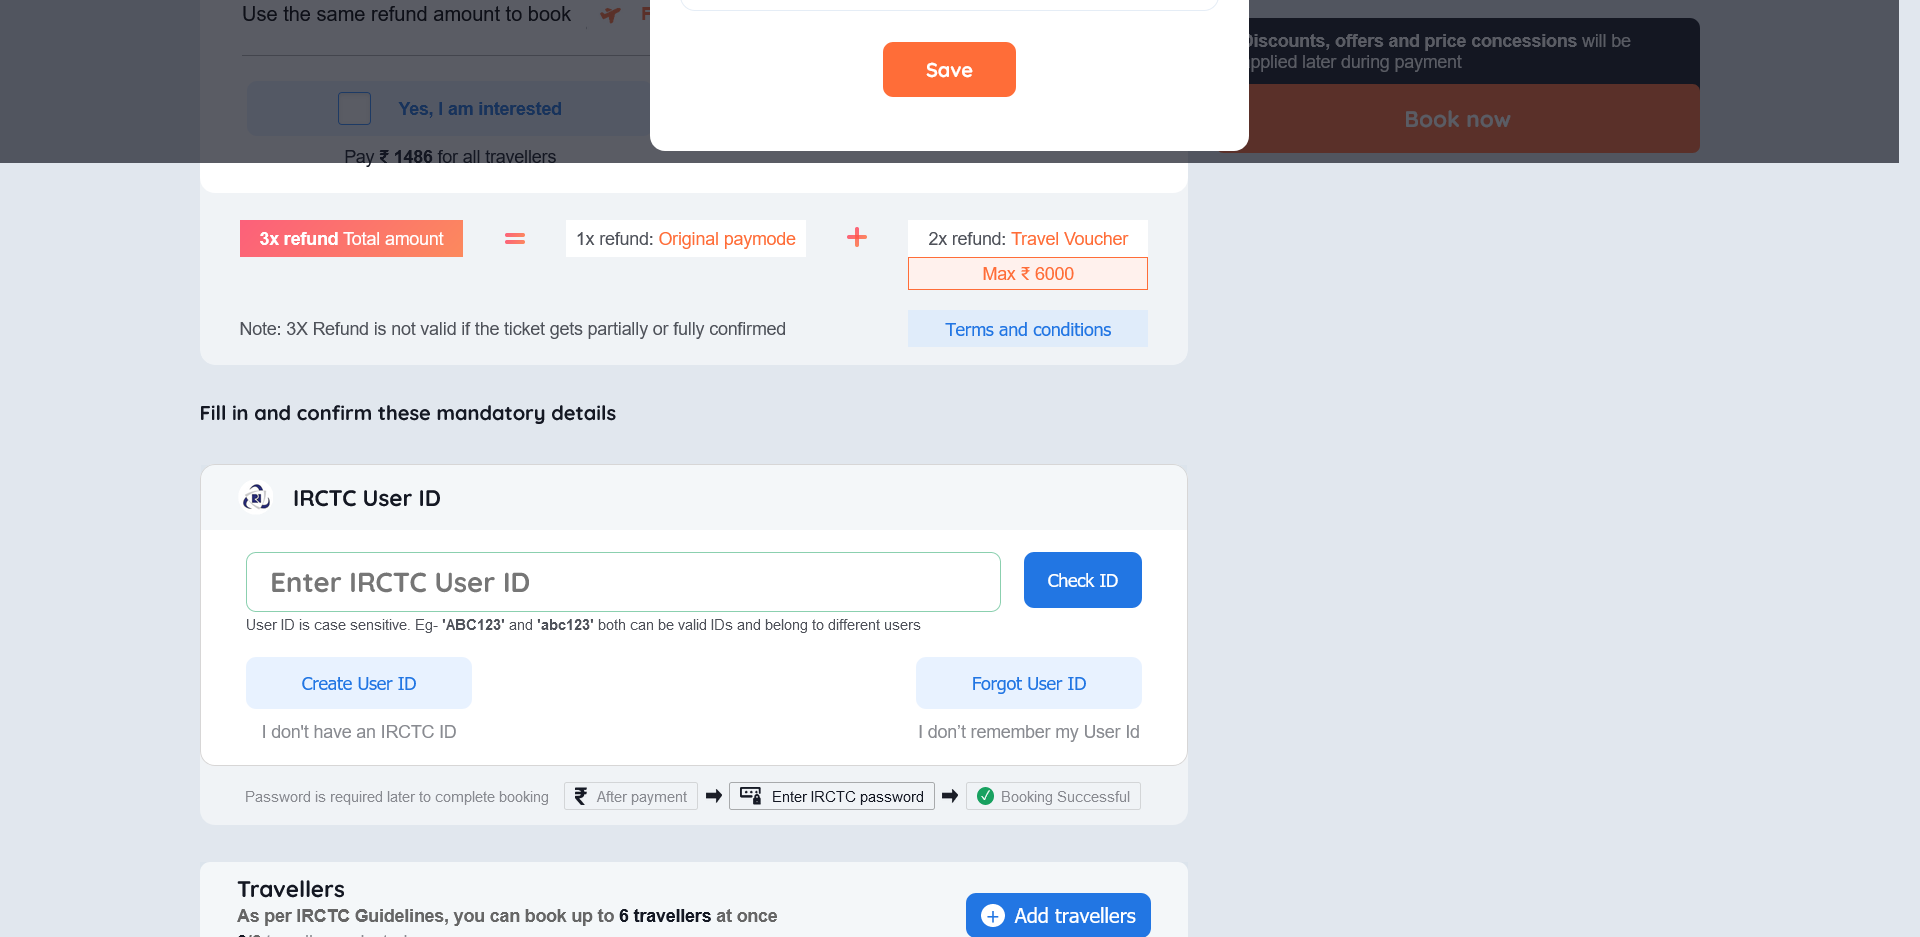 Use the same refund amount to book
Save
Discounts, offers and price concessions will be
applied later during payment
Yes, I am interested
Book now
Pay ₹ 1486 for all travellers
3x refund Total amount = 1x refund: Original paymode + 2x refund: Travel Voucher
Max ₹ 6000
Note: 3X Refund is not valid if the ticket gets partially or fully confirmed
Terms and conditions
Fill in and confirm these mandatory details
IRCTC User ID
Enter IRCTC User ID
Check ID
User ID is case sensitive. Eg- 'ABC123' and 'abc123' both can be valid IDs and belong to different users
Create User ID
Forgot User ID
I don't have an IRCTC ID
I don't remember my User Id
Password is required later to complete booking
₹ After payment
Enter IRCTC password
Booking Successful
Travellers
As per IRCTC Guidelines, you can book up to 6 travellers at once
Add travellers